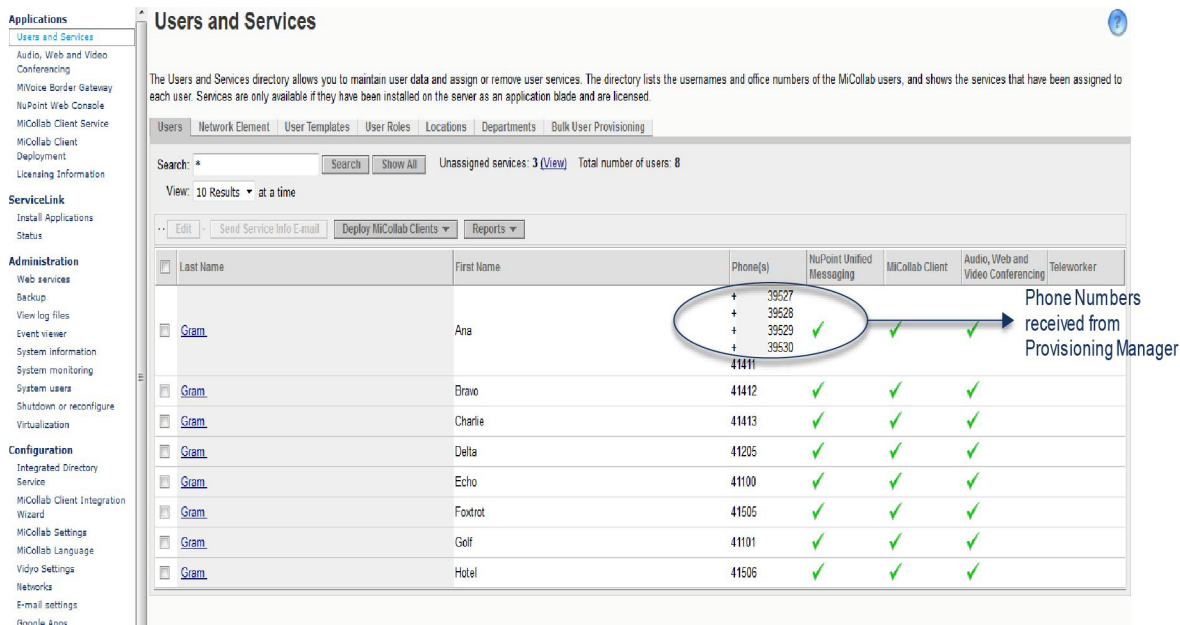 Applications
Users and Services
Audio, Web and Video
Conferencing
MiVoice Border Gateway
NuPoint Web Console
MiCollab Client Service
MiCollab Client
Deployment
Licensing Information
ServiceLink
Install Applications
Status
Administration
Web services
Backup
View log files
Event viewer
System information
System monitoring
System users
Shutdown or reconfigure
Virtualization
Configuration
Integrated Directory
Service
MiCollab Client Integration
Wizard
MiCollab Settings
MiCollab Language
Vidyo Settings
Networks
E-mail settings
Google Apps
Users and Services
?
The Users and Services directory allows you to maintain user data and assign or remove user services. The directory lists the usernames and office numbers of the MiCollab users, and shows the services that have been assigned to
each user. Services are only available if they have been installed on the server as an application blade and are licensed.
Users Network Element User Templates User Roles Locations Departments Bulk User Provisioning
Search: * Search Show All Unassigned services: 3 (View) Total number of users: 8
View: 10 Results at a time
Edit Send Service Info E-mail Deploy MiCollab Clients Reports
Last Name First Name Phone(s) NuPoint Unified Messaging MiCollab Client Audio, Web and Video Conferencing Teleworker
Gram Ana
+ 39527
+ 39528
+ 39529
+ 39530
41411
Gram Bravo 41412
Gram Charlie 41413
Gram Delta 41205
Gram Echo 41100
Gram Foxtrot 41505
Gram Golf 41101
Gram Hotel 41506
Phone Numbers
received from
Provisioning Manager